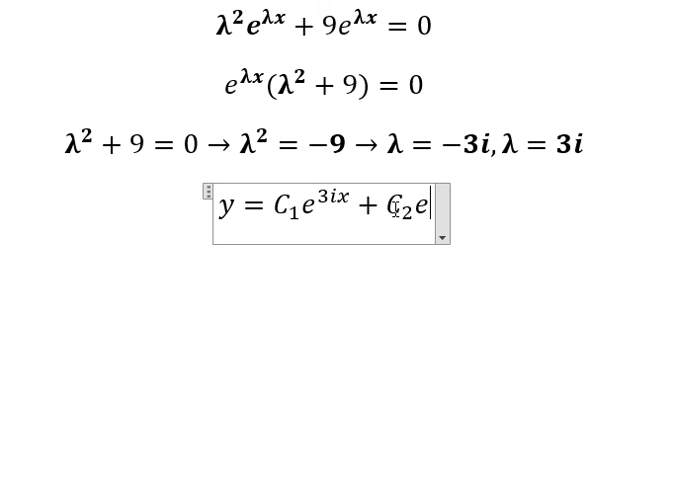 λ²e^{λx} + 9e^{λx} = 0
e^{λx}(λ² + 9) = 0
λ² + 9 = 0 → λ² = −9 → λ = −3i, λ = 3i
y = C₁e^{3ix} + C₂e